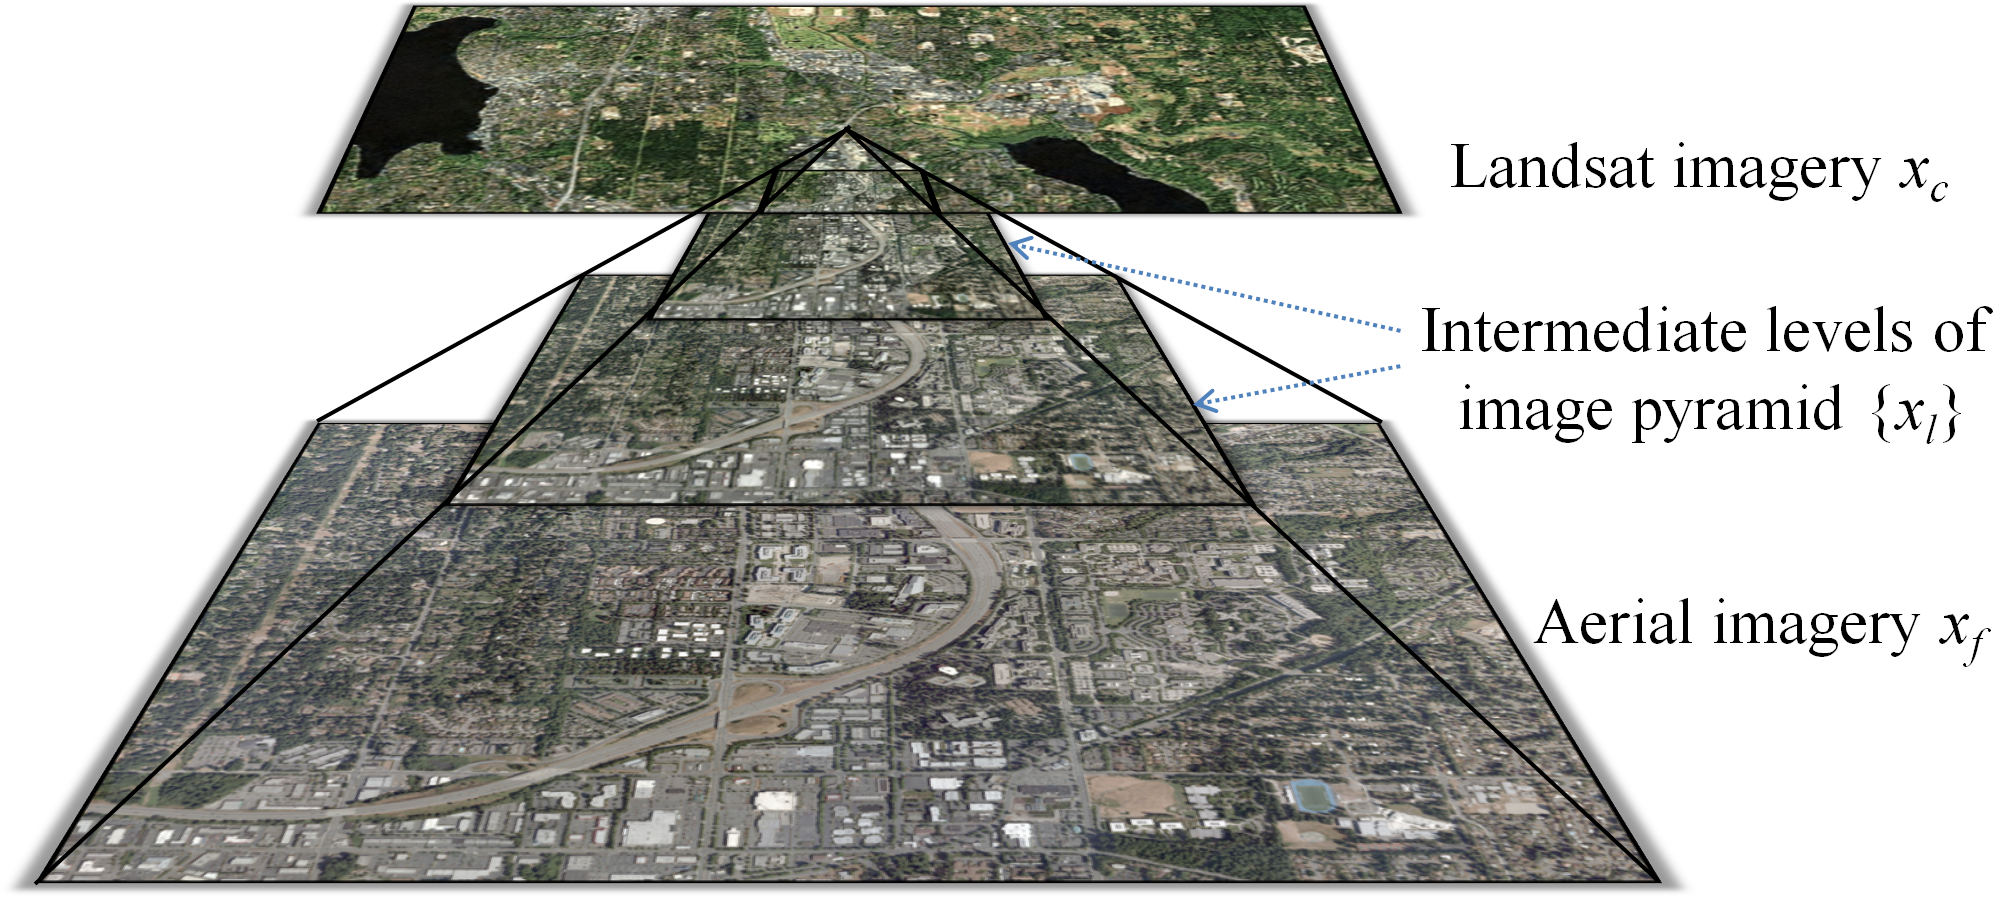 Landsat imagery x_c
Intermediate levels of
image pyramid {x_l}
Aerial imagery x_f